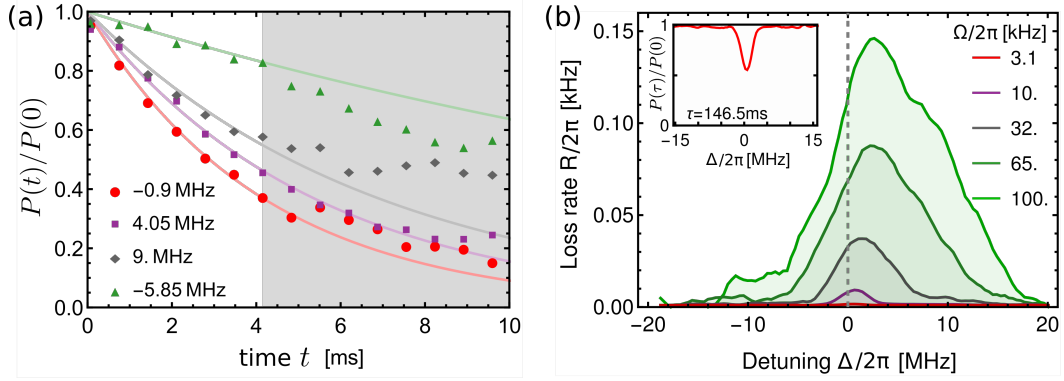 (a)
P(t)/P(0)
1.0
0.8
0.6
0.4
0.2
0.0
−0.9 MHz
4.05 MHz
9. MHz
−5.85 MHz
0 2 4 6 8 10
time t [ms]
(b)
Loss rate R/2π [kHz]
0.15
0.10
0.05
0.00
P(τ)/P(0)
1
0
τ=146.5ms
−15 0 15
Δ/2π [MHz]
Ω/2π [kHz]
3.1
10.
32.
65.
100.
−20 −10 0 10 20
Detuning Δ/2π [MHz]